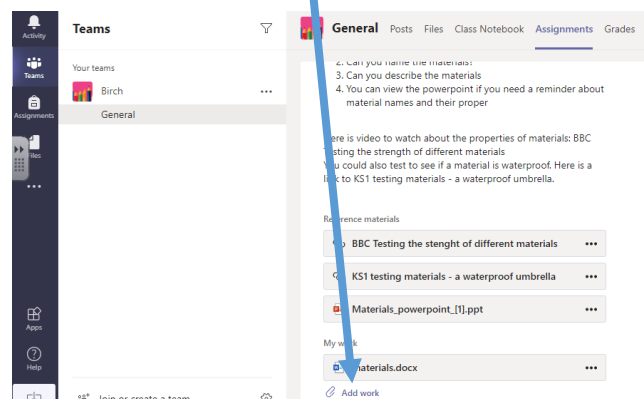 Activity
Teams
Assignments
Files
Apps
Help
Teams
Your teams
Birch
General
Join or create a team
General Posts Files Class Notebook Assignments Grades
2. Can you name the materials?
3. Can you describe the materials
4. You can view the powerpoint if you need a reminder about
material names and their proper
Here is video to watch about the properties of materials: BBC
Testing the strength of different materials
You could also test to see if a material is waterproof. Here is a
link to KS1 testing materials - a waterproof umbrella.
Reference materials
BBC Testing the stenght of different materials
KS1 testing materials - a waterproof umbrella
Materials_powerpoint_[1].ppt
My work
materials.docx
Add work